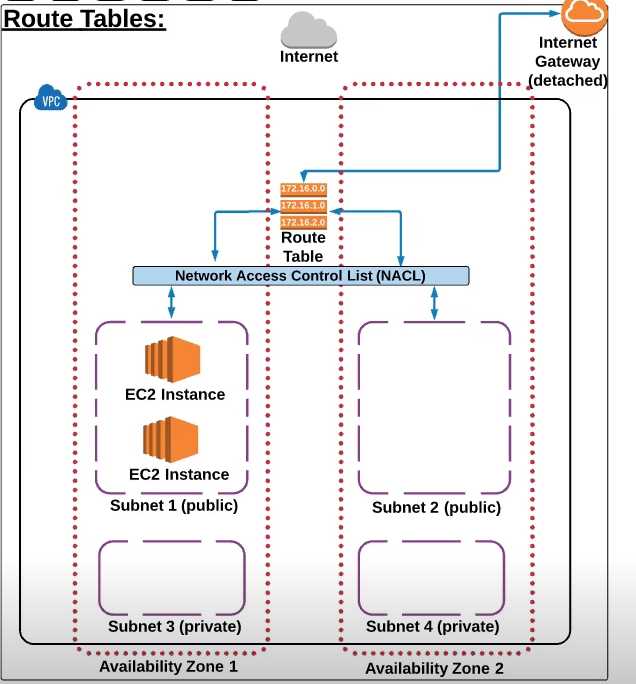 Route Tables:
Internet
Internet
Gateway
(detached)
VPC
172.16.0.0
172.16.1.0
172.16.2.0
Route
Table
Network Access Control List (NACL)
EC2 Instance
EC2 Instance
Subnet 1 (public)
Subnet 2 (public)
Subnet 3 (private)
Subnet 4 (private)
Availability Zone 1
Availability Zone 2